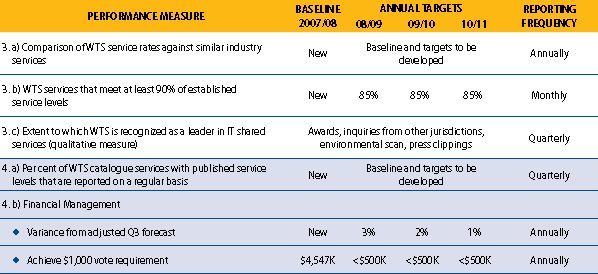 PERFORMANCE MEASURE
BASELINE 2007/08
ANNUAL TARGETS
08/09 09/10 10/11
REPORTING FREQUENCY
3. a) Comparison of WTS service rates against similar industry
services
New
Baseline and targets to be
developed
Annually
3. b) WTS services that meet at least 90% of established
service levels
New 85% 85% 85% Monthly
3. c) Extent to which WTS is recognized as a leader in IT shared
services (qualitative measure)
Awards, inquiries from other jurisdictions,
environmental scan, press clippings
Quarterly
4. a) Per cent of WTS catalogue services with published service
levels that are reported on a regular basis
New
Baseline and targets to be
developed
Quarterly
4. b) Financial Management
◆ Variance from adjusted Q3 forecast New 3% 2% 1% Annually
◆ Achieve $1,000 vote requirement $4,547K <$500K <$500K <$500K Annually